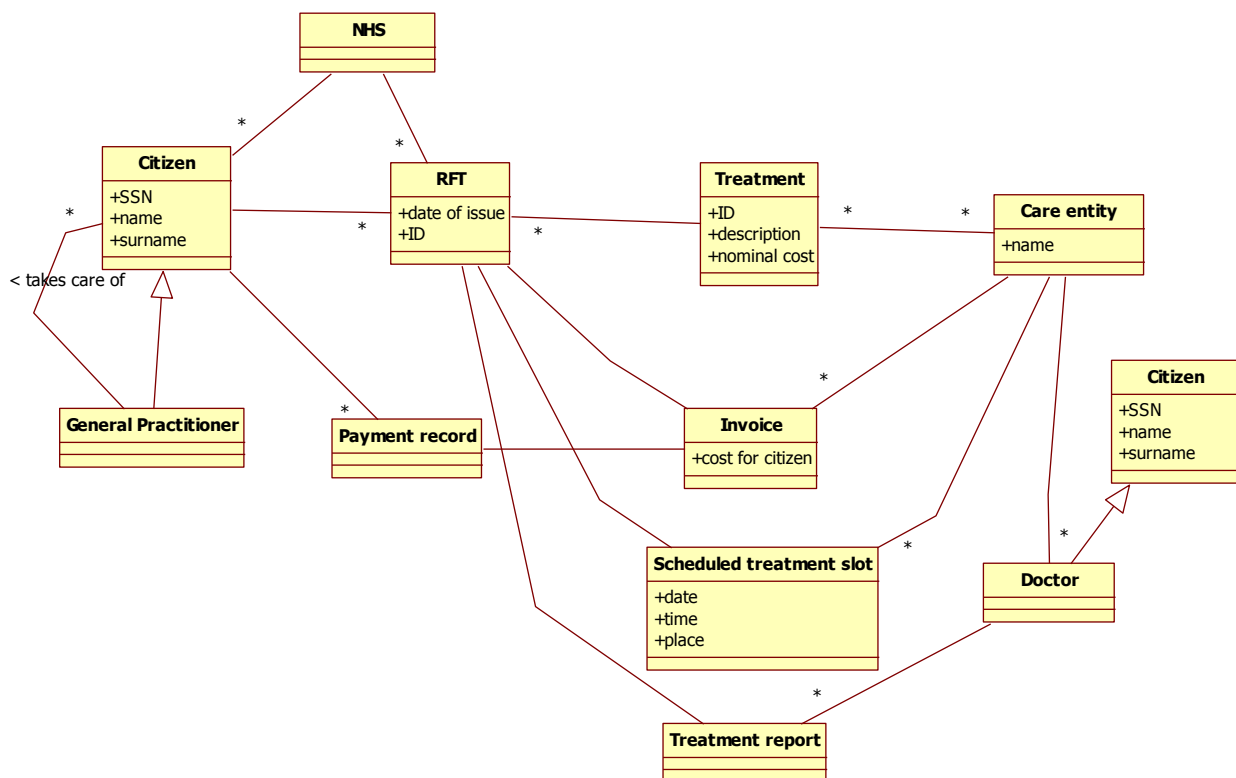 NHS
*
*
Citizen
+SSN
+name
+surname
RFT
+date of issue
+ID
Treatment
+ID
+description
+nominal cost
Care entity
+name
*
*
*
*
*
< takes care of
Citizen
+SSN
+name
+surname
General Practitioner
*
Payment record
Invoice
+cost for citizen
*
Scheduled treatment slot
+date
+time
+place
*
*
Doctor
*
Treatment report